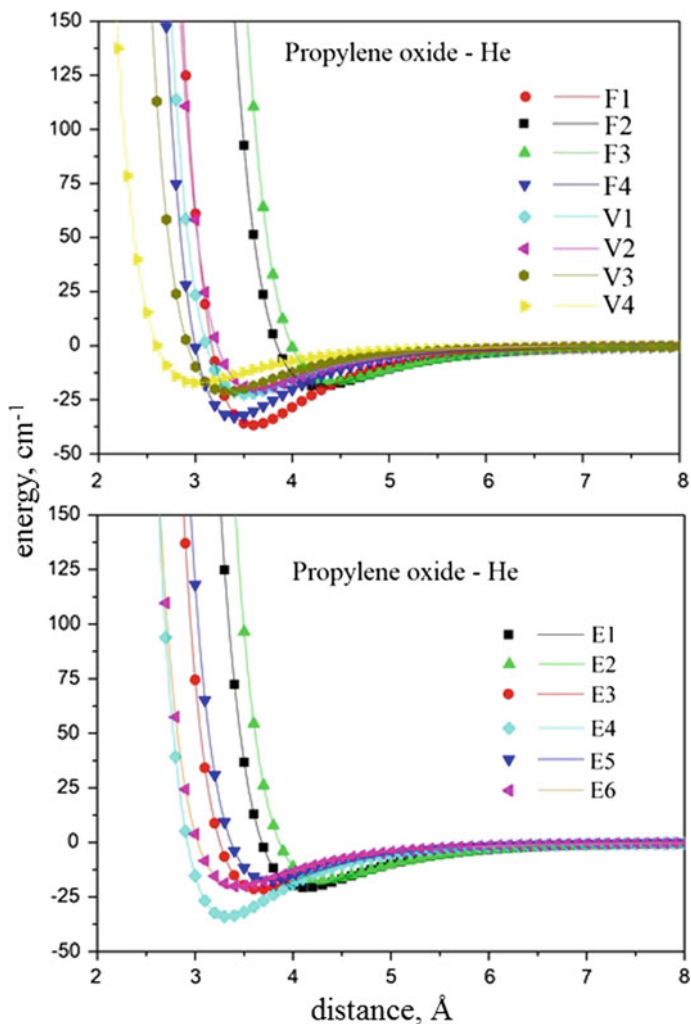 150
125
100
75
50
25
0
-25
-50
Propylene oxide - He
F1
F2
F3
F4
V1
V2
V3
V4
2 3 4 5 6 7 8
energy, cm⁻¹
150
125
100
75
50
25
0
-25
-50
Propylene oxide - He
E1
E2
E3
E4
E5
E6
2 3 4 5 6 7 8
distance, Å